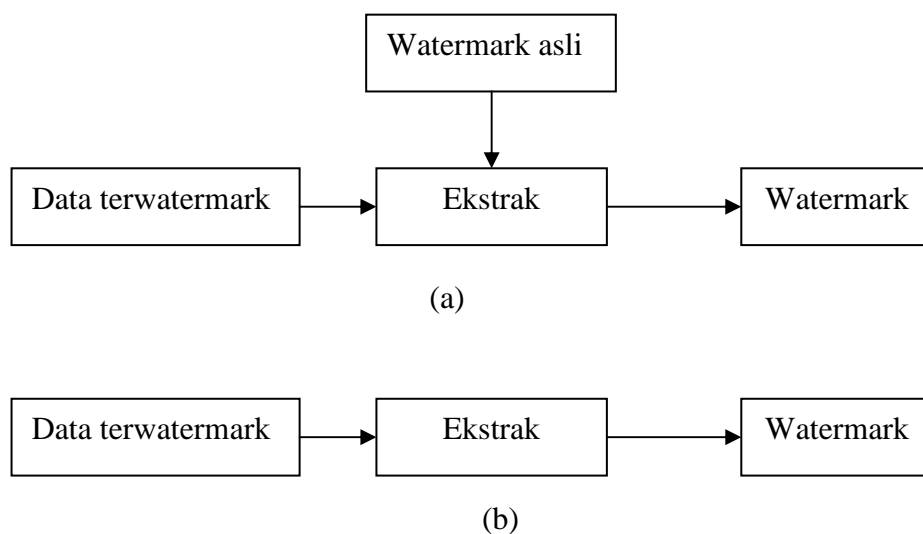 Watermark asli
Data terwatermark
Ekstrak
Watermark
(a)
Data terwatermark
Ekstrak
Watermark
(b)